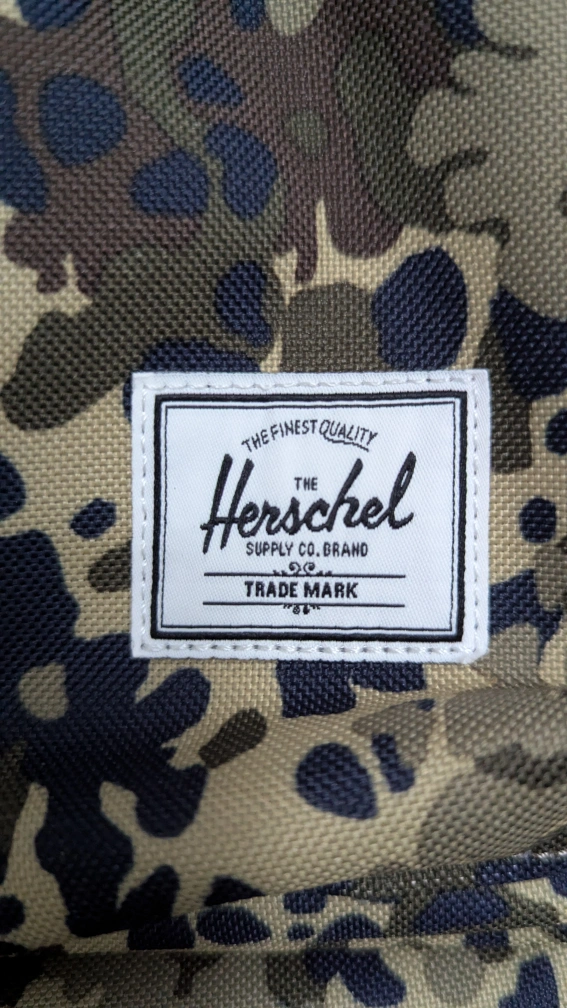 THE FINEST QUALITY
THE
Herschel
SUPPLY CO. BRAND
TRADE MARK